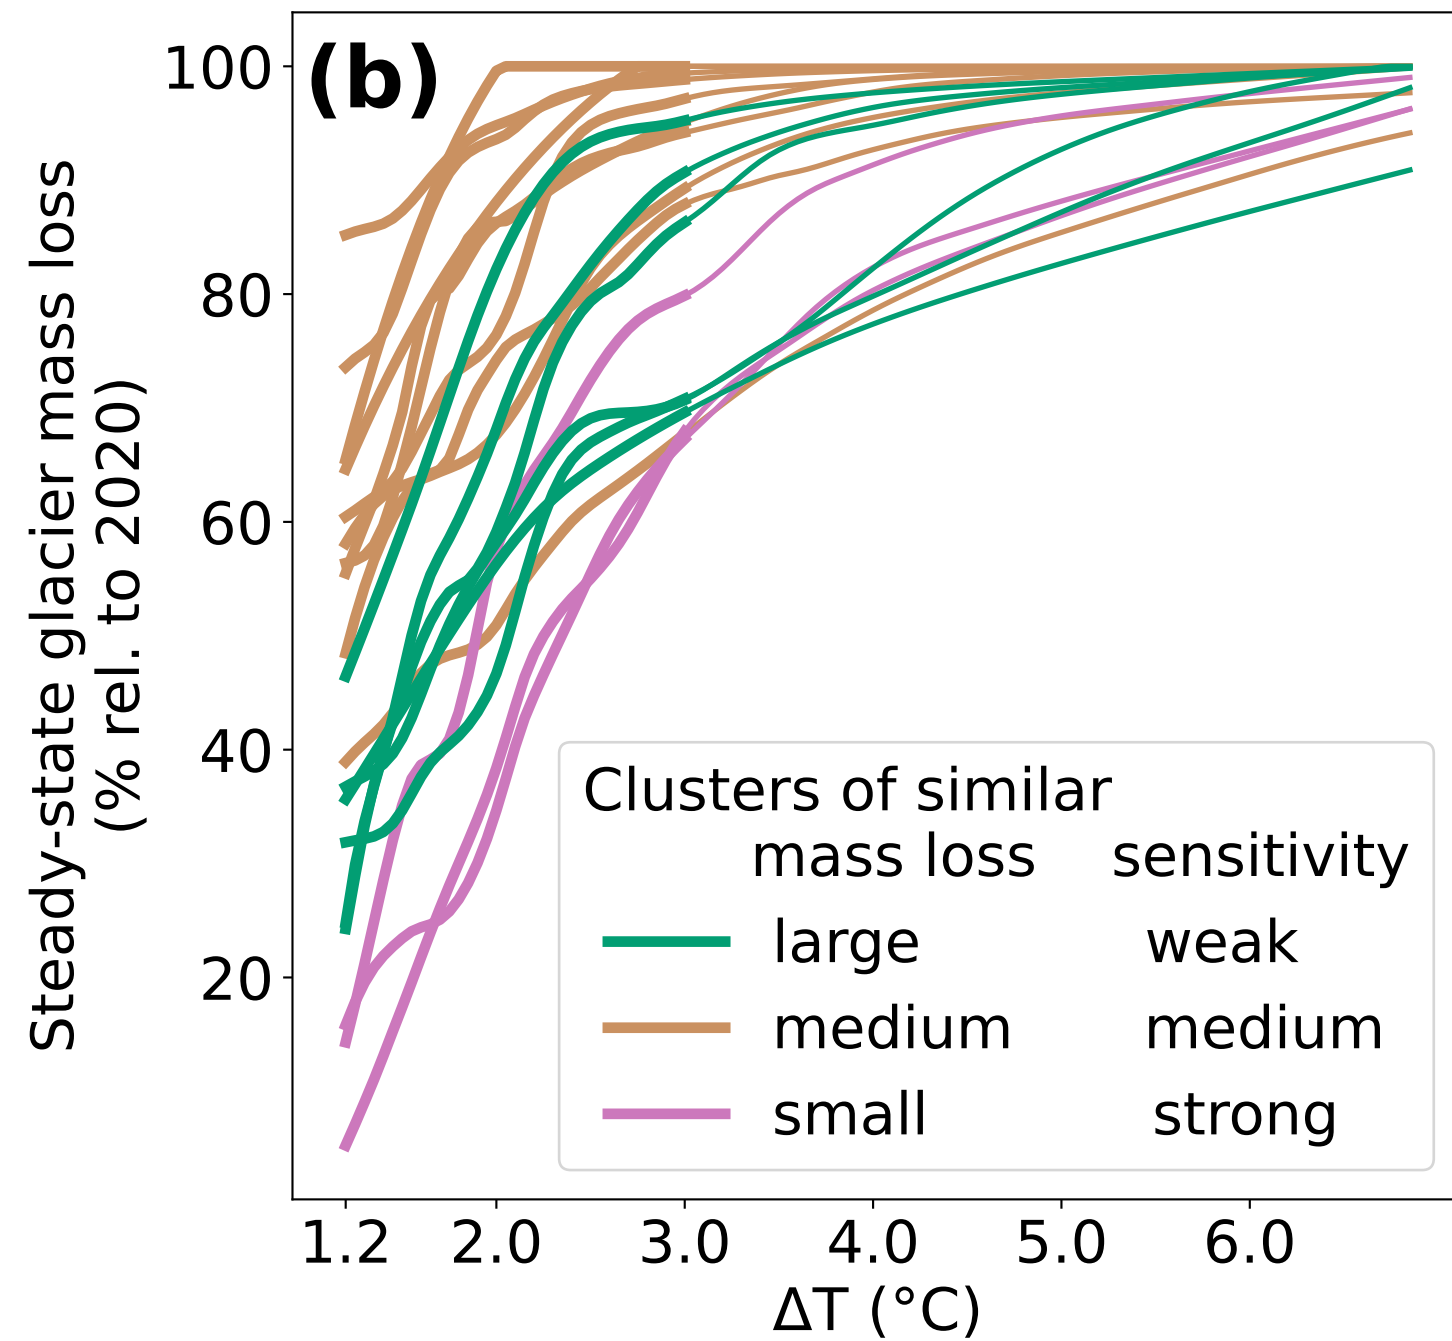 (b)
Steady-state glacier mass loss
(% rel. to 2020)
100
80
60
40
20
Clusters of similar
mass loss sensitivity
large weak
medium medium
small strong
1.2 2.0 3.0 4.0 5.0 6.0
ΔT (°C)